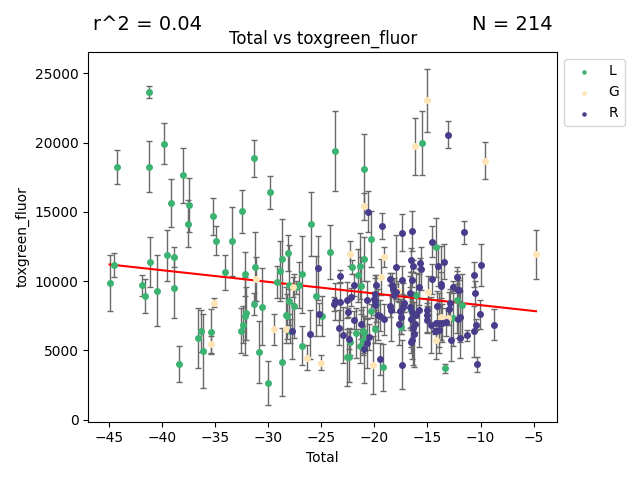 r^2 = 0.04 N = 214
Total vs toxgreen_fluor
25000
20000
15000
10000
5000
0
toxgreen_fluor
−45 −40 −35 −30 −25 −20 −15 −10 −5
Total
L
G
R